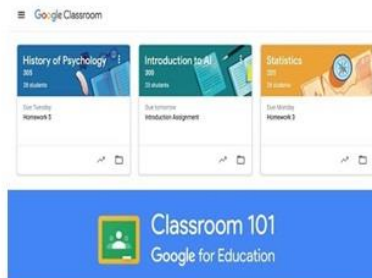 Google Classroom
History of Psychology
305
Introduction to AI
Statistics
Due Tuesday
Homework 5
Due tomorrow
Introduction Assignment
Due Monday
Homework 3
Classroom 101
Google for Education